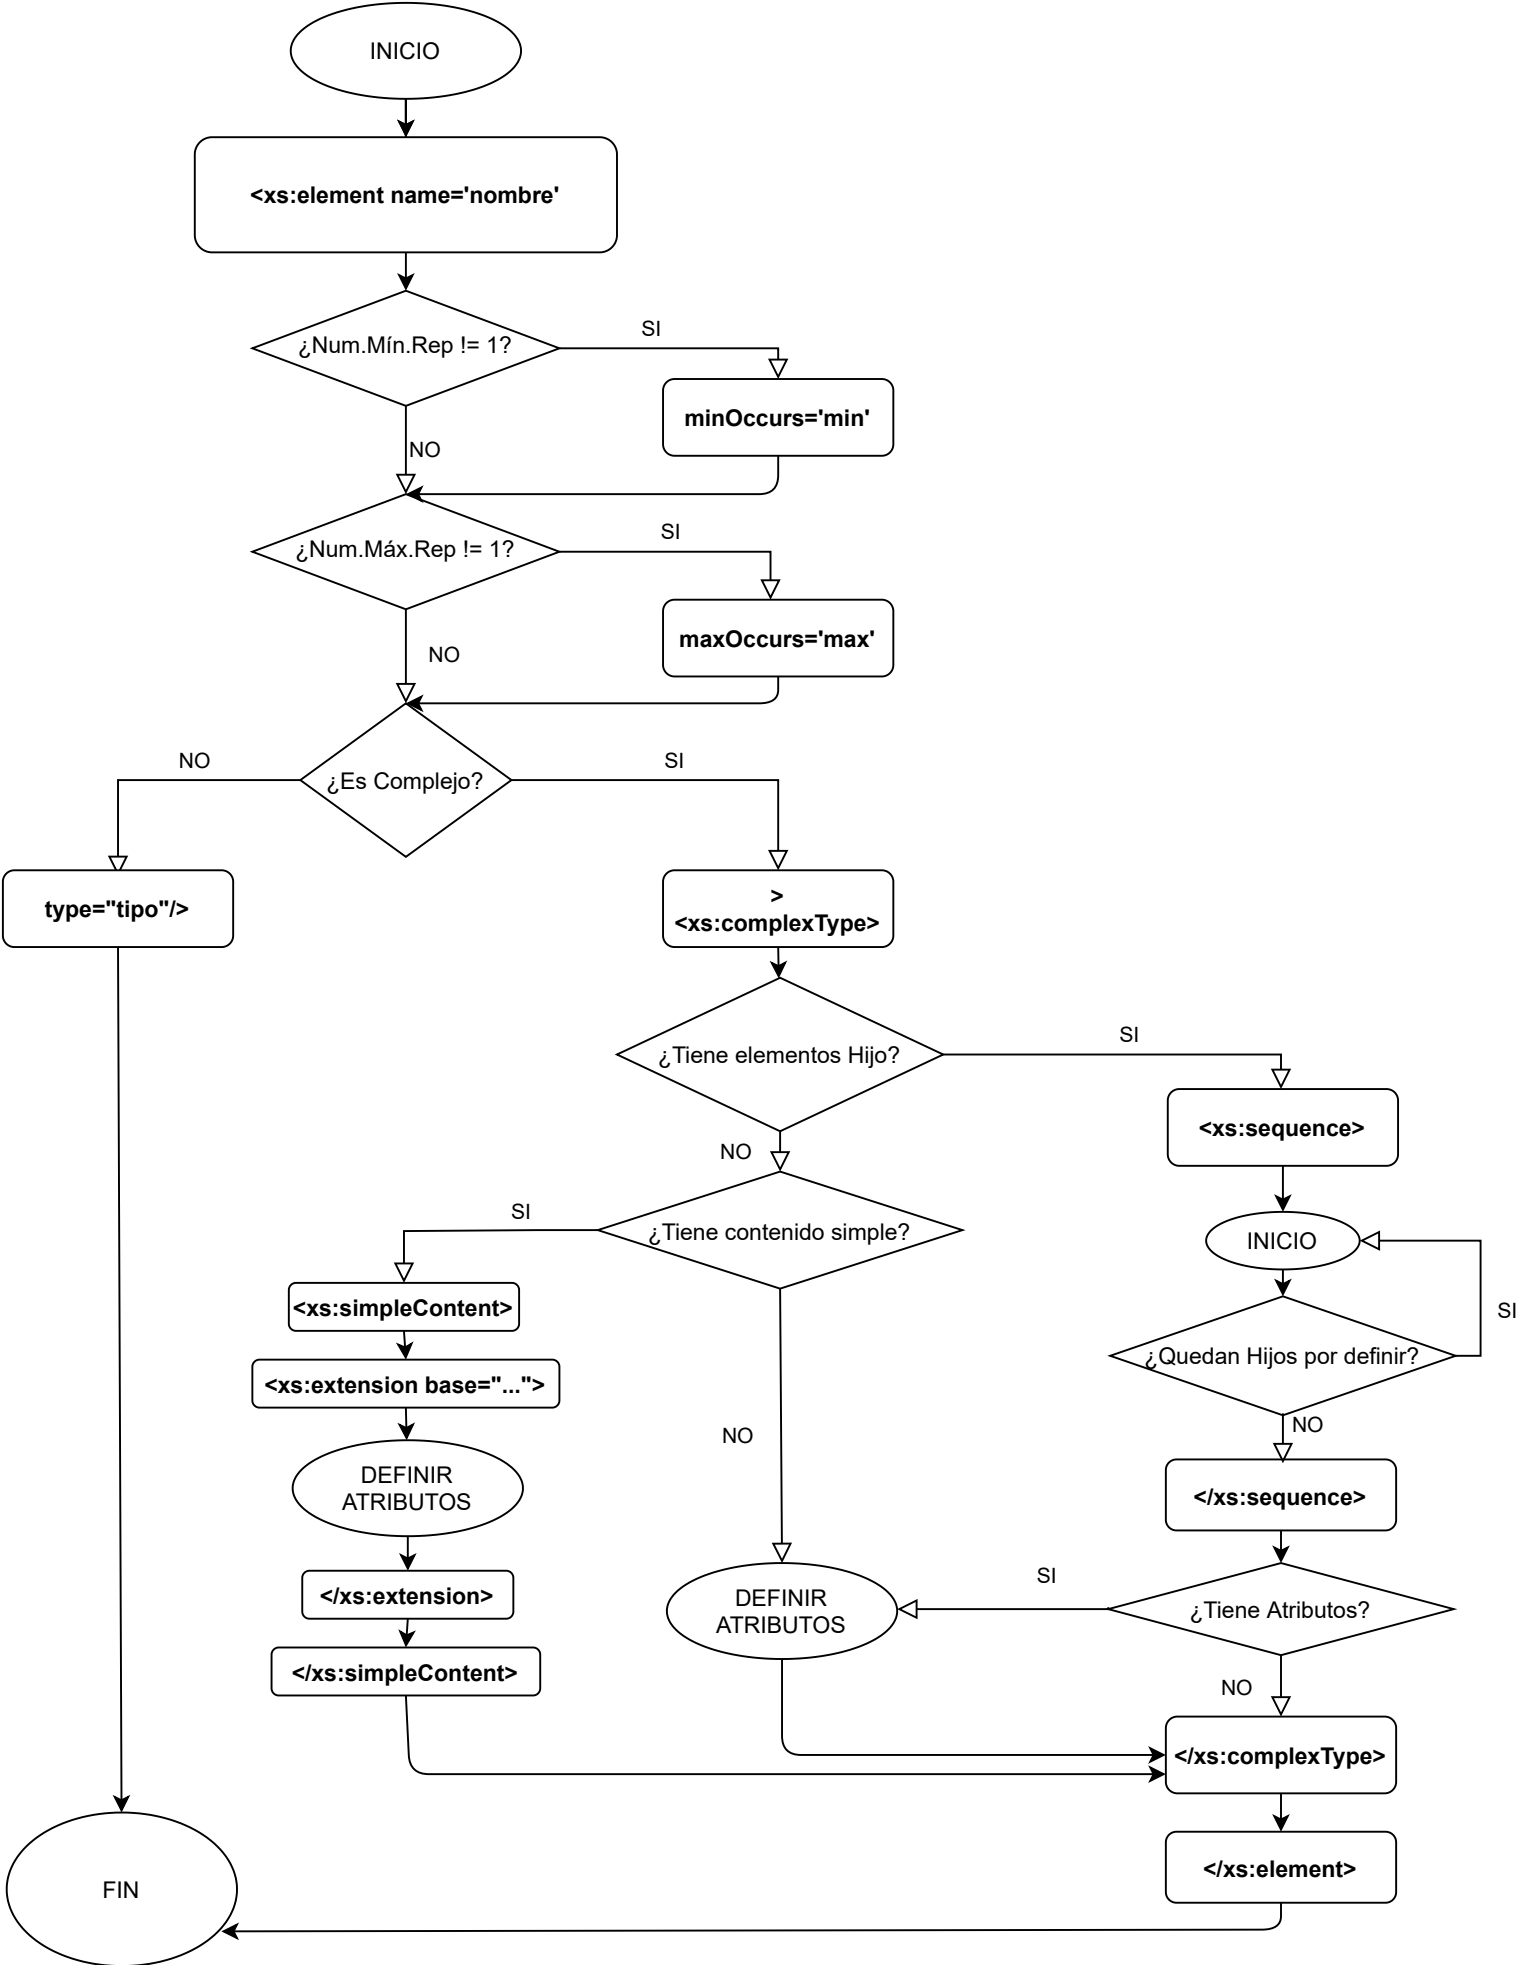 INICIO
<xs:element name='nombre'
¿Num.Mín.Rep != 1?
SI
minOccurs='min'
NO
¿Num.Máx.Rep != 1?
SI
maxOccurs='max'
NO
¿Es Complejo?
NO
SI
type="tipo"/>
>
<xs:complexType>
¿Tiene elementos Hijo?
SI
<xs:sequence>
NO
¿Tiene contenido simple?
SI
INICIO
<xs:simpleContent>
SI
¿Quedan Hijos por definir?
<xs:extension base="...">
NO
NO
DEFINIR
ATRIBUTOS
</xs:sequence>
</xs:extension>
DEFINIR
ATRIBUTOS
SI
¿Tiene Atributos?
</xs:simpleContent>
NO
</xs:complexType>
</xs:element>
FIN